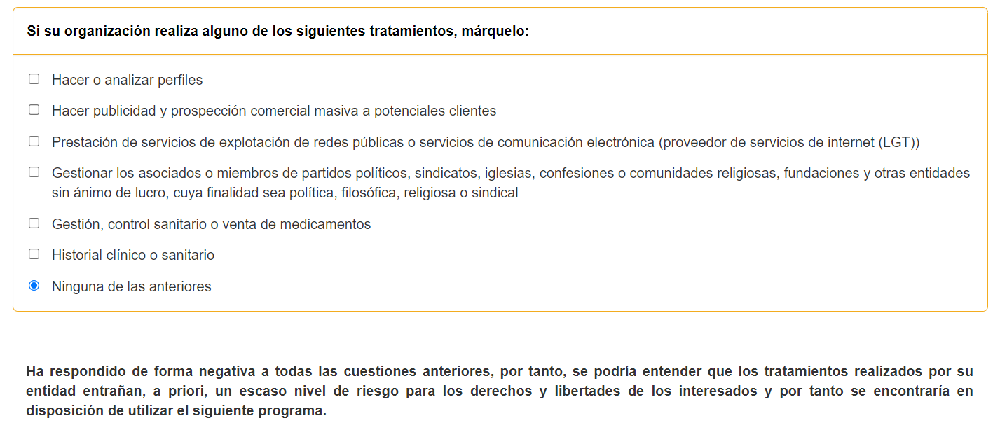 Si su organización realiza alguno de los siguientes tratamientos, márquelo:
Hacer o analizar perfiles
Hacer publicidad y prospección comercial masiva a potenciales clientes
Prestación de servicios de explotación de redes públicas o servicios de comunicación electrónica (proveedor de servicios de internet (LGT))
Gestionar los asociados o miembros de partidos políticos, sindicatos, iglesias, confesiones o comunidades religiosas, fundaciones y otras entidades
sin ánimo de lucro, cuya finalidad sea política, filosófica, religiosa o sindical
Gestión, control sanitario o venta de medicamentos
Historial clínico o sanitario
Ninguna de las anteriores
Ha respondido de forma negativa a todas las cuestiones anteriores, por tanto, se podría entender que los tratamientos realizados por su
entidad entrañan, a priori, un escaso nivel de riesgo para los derechos y libertades de los interesados y por tanto se encontraría en
disposición de utilizar el siguiente programa.